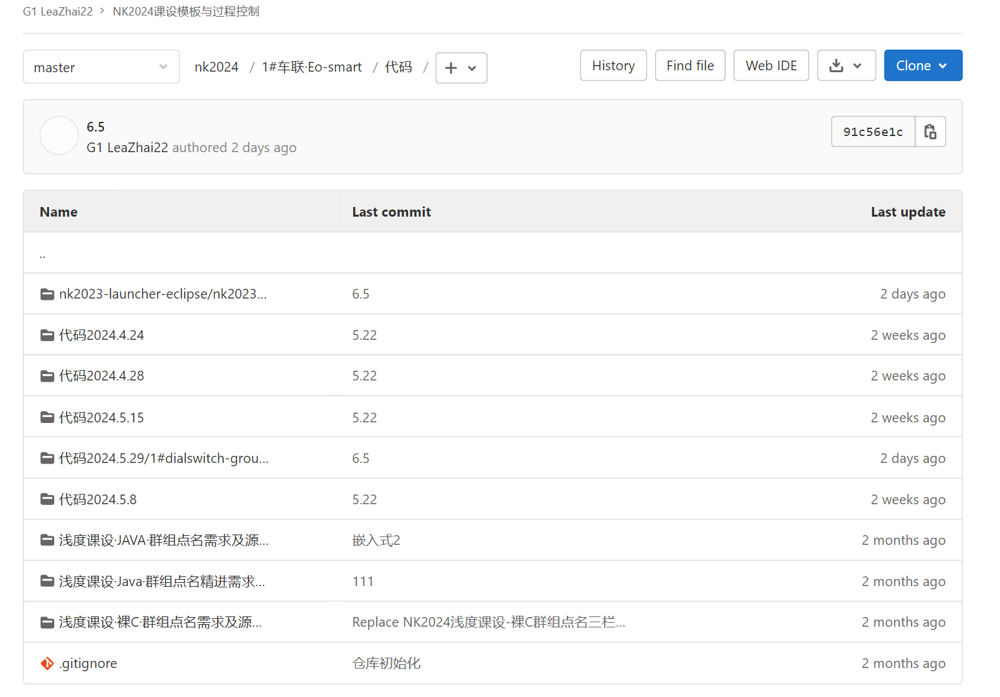 G1 LeaZhai22 > NK2024课设模板与过程控制
master nk2024 / 1#车联·Eo-smart / 代码 / + History Find file Web IDE Clone
6.5
G1 LeaZhai22 authored 2 days ago
91c56e1c
Name Last commit Last update
..
nk2023-launcher-eclipse/nk2023... 6.5 2 days ago
代码2024.4.24 5.22 2 weeks ago
代码2024.4.28 5.22 2 weeks ago
代码2024.5.15 5.22 2 weeks ago
代码2024.5.29/1#dialswitch-grou... 6.5 2 days ago
代码2024.5.8 5.22 2 weeks ago
浅度课设·JAVA·群组点名需求及源... 嵌入式2 2 months ago
浅度课设·Java·群组点名精进需求... 111 2 months ago
浅度课设·裸C·群组点名需求及源... Replace NK2024浅度课设-裸C群组点名三栏... 2 months ago
.gitignore 仓库初始化 2 months ago